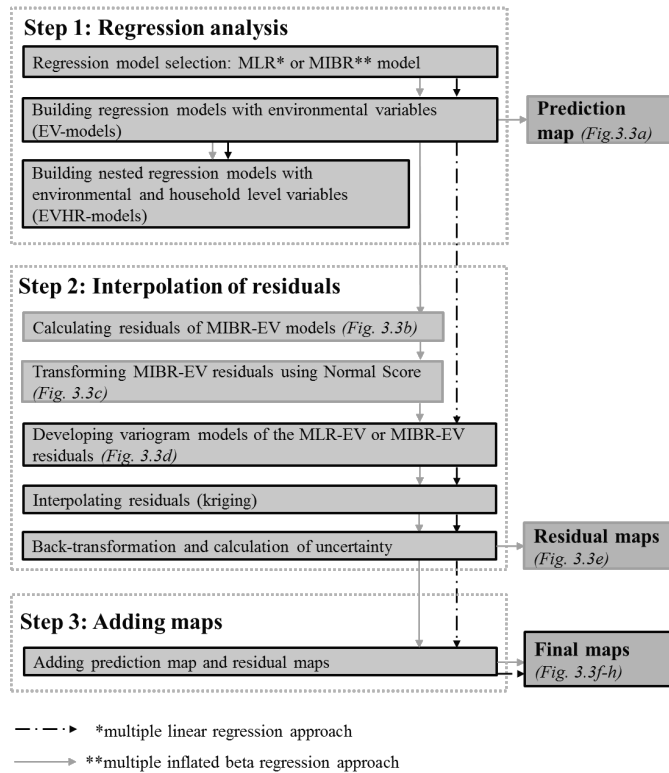 Step 1: Regression analysis
Regression model selection: MLR* or MIBR** model
Building regression models with environmental variables
(EV-models)
Prediction
map (Fig.3.3a)
Building nested regression models with
environmental and household level variables
(EVHR-models)
Step 2: Interpolation of residuals
Calculating residuals of MIBR-EV models (Fig. 3.3b)
Transforming MIBR-EV residuals using Normal Score
(Fig. 3.3c)
Developing variogram models of the MLR-EV or MIBR-EV
residuals (Fig. 3.3d)
Interpolating residuals (kriging)
Back-transformation and calculation of uncertainty
Residual maps
(Fig. 3.3e)
Step 3: Adding maps
Adding prediction map and residual maps
Final maps
(Fig. 3.3f-h)
*multiple linear regression approach
**multiple inflated beta regression approach